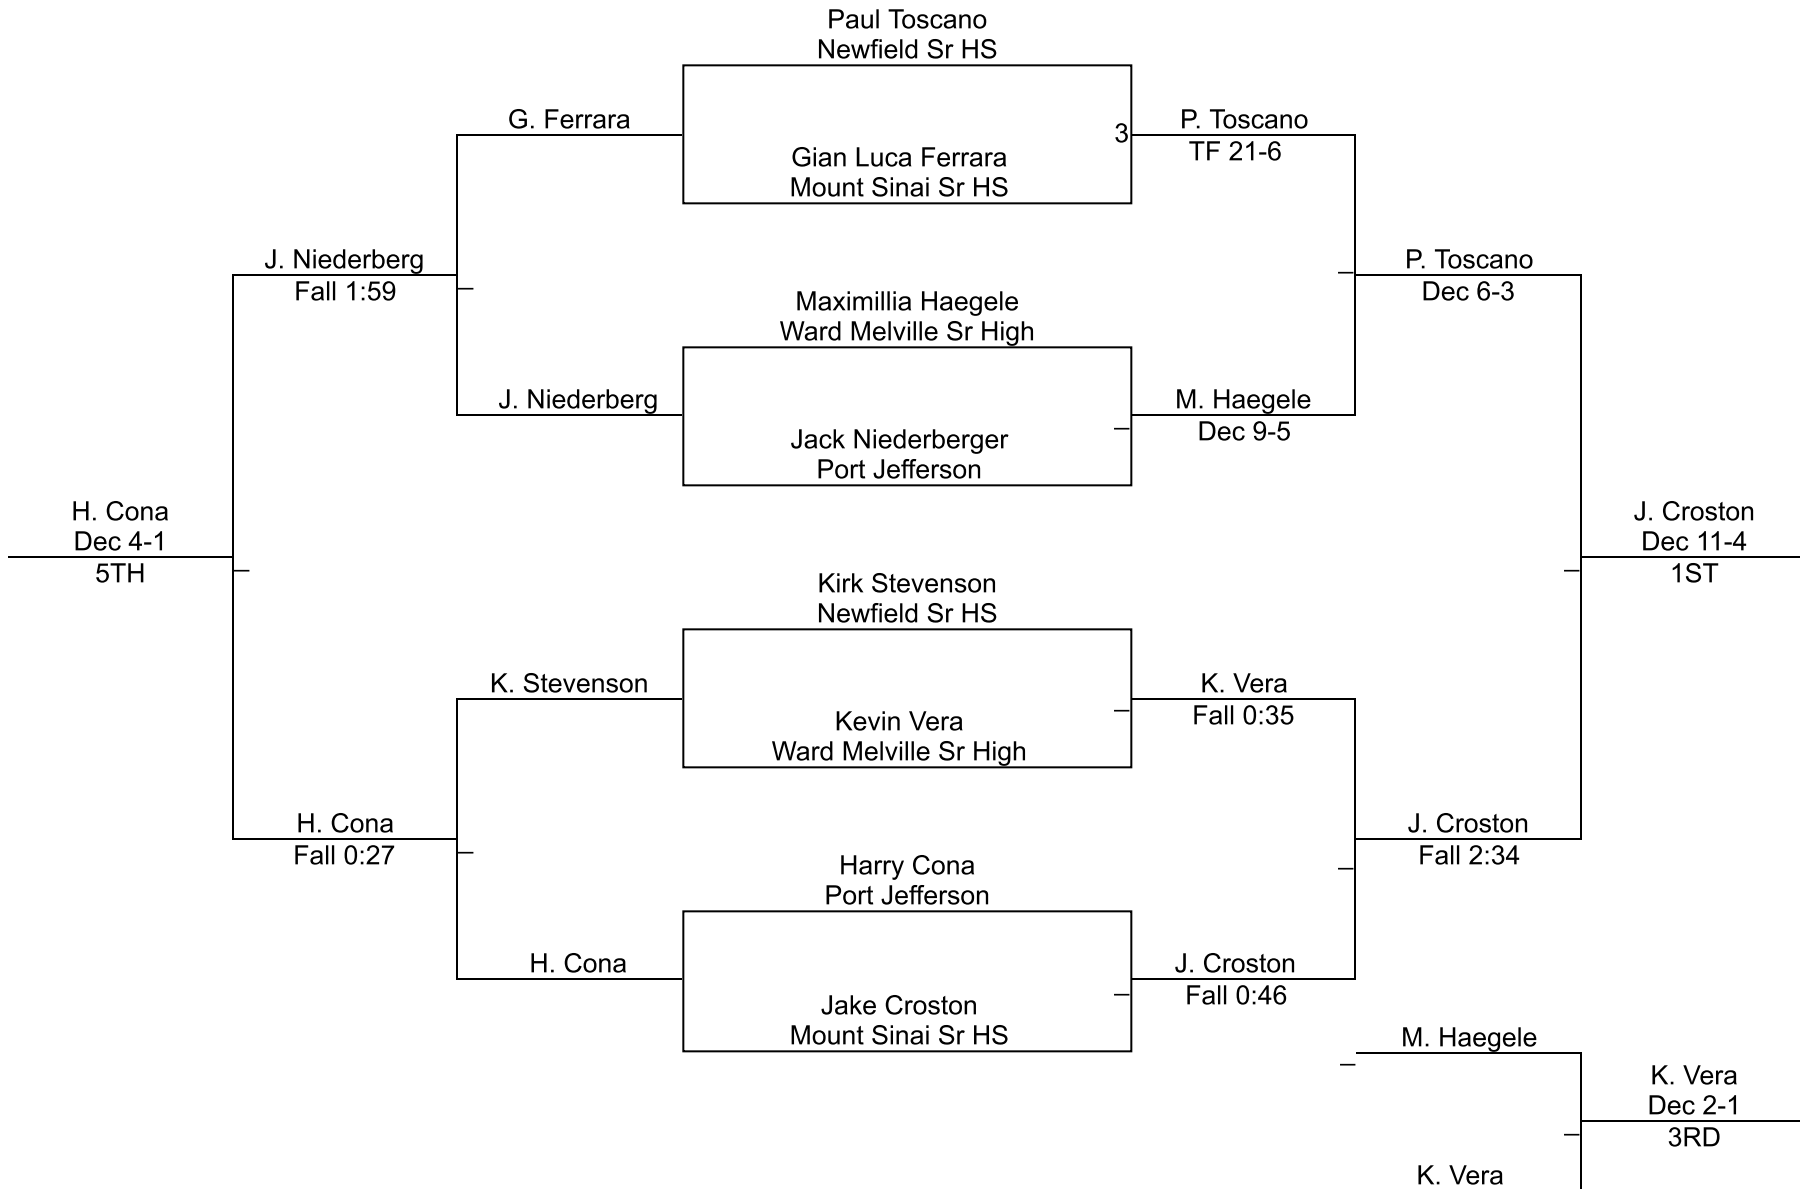 Paul Toscano
Newfield Sr HS
G. Ferrara
3
P. Toscano
TF 21-6
Gian Luca Ferrara
Mount Sinai Sr HS
J. Niederberg
Fall 1:59
P. Toscano
Dec 6-3
Maximillia Haegele
Ward Melville Sr High
J. Niederberg
M. Haegele
Dec 9-5
Jack Niederberger
Port Jefferson
H. Cona
Dec 4-1
5TH
J. Croston
Dec 11-4
1ST
Kirk Stevenson
Newfield Sr HS
K. Stevenson
K. Vera
Fall 0:35
Kevin Vera
Ward Melville Sr High
H. Cona
Fall 0:27
J. Croston
Fall 2:34
Harry Cona
Port Jefferson
H. Cona
J. Croston
Fall 0:46
Jake Croston
Mount Sinai Sr HS
M. Haegele
K. Vera
Dec 2-1
3RD
K. Vera